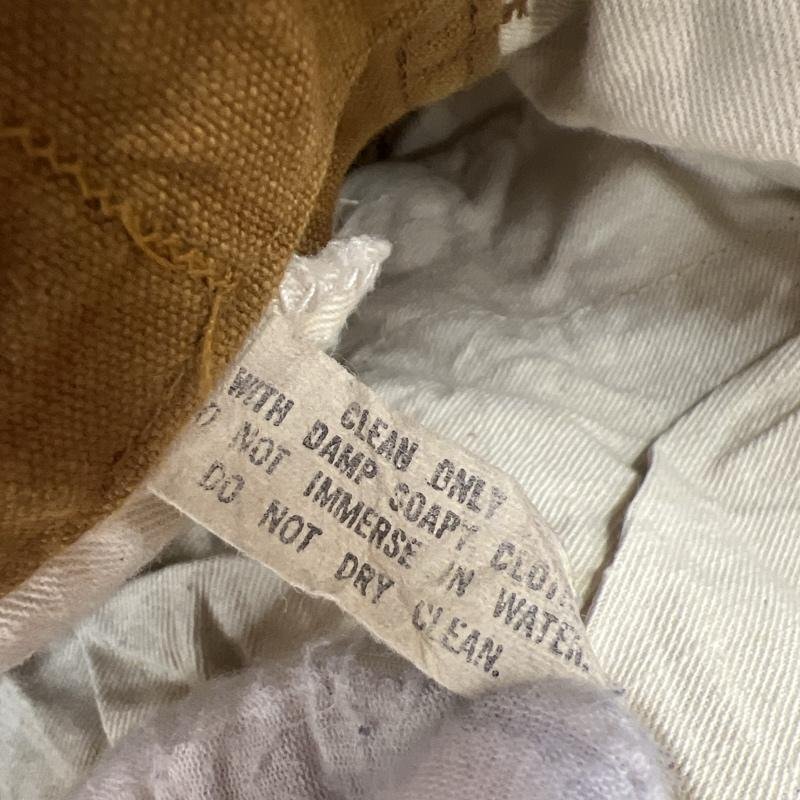 CLEAN ONLY
WITH DAMP SOAPY CLOTH.
DO NOT IMMERSE IN WATER.
DO NOT DRY CLEAN.